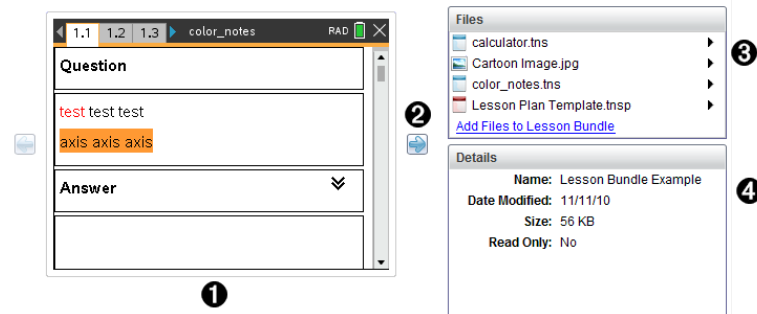 1.1 1.2 1.3 color_notes RAD
Question
test test test
axis axis axis
Answer
1
2
Files
calculator.tns
Cartoon Image.jpg
color_notes.tns
Lesson Plan Template.tnsp
Add Files to Lesson Bundle
3
Details
Name: Lesson Bundle Example
Date Modified: 11/11/10
Size: 56 KB
Read Only: No
4